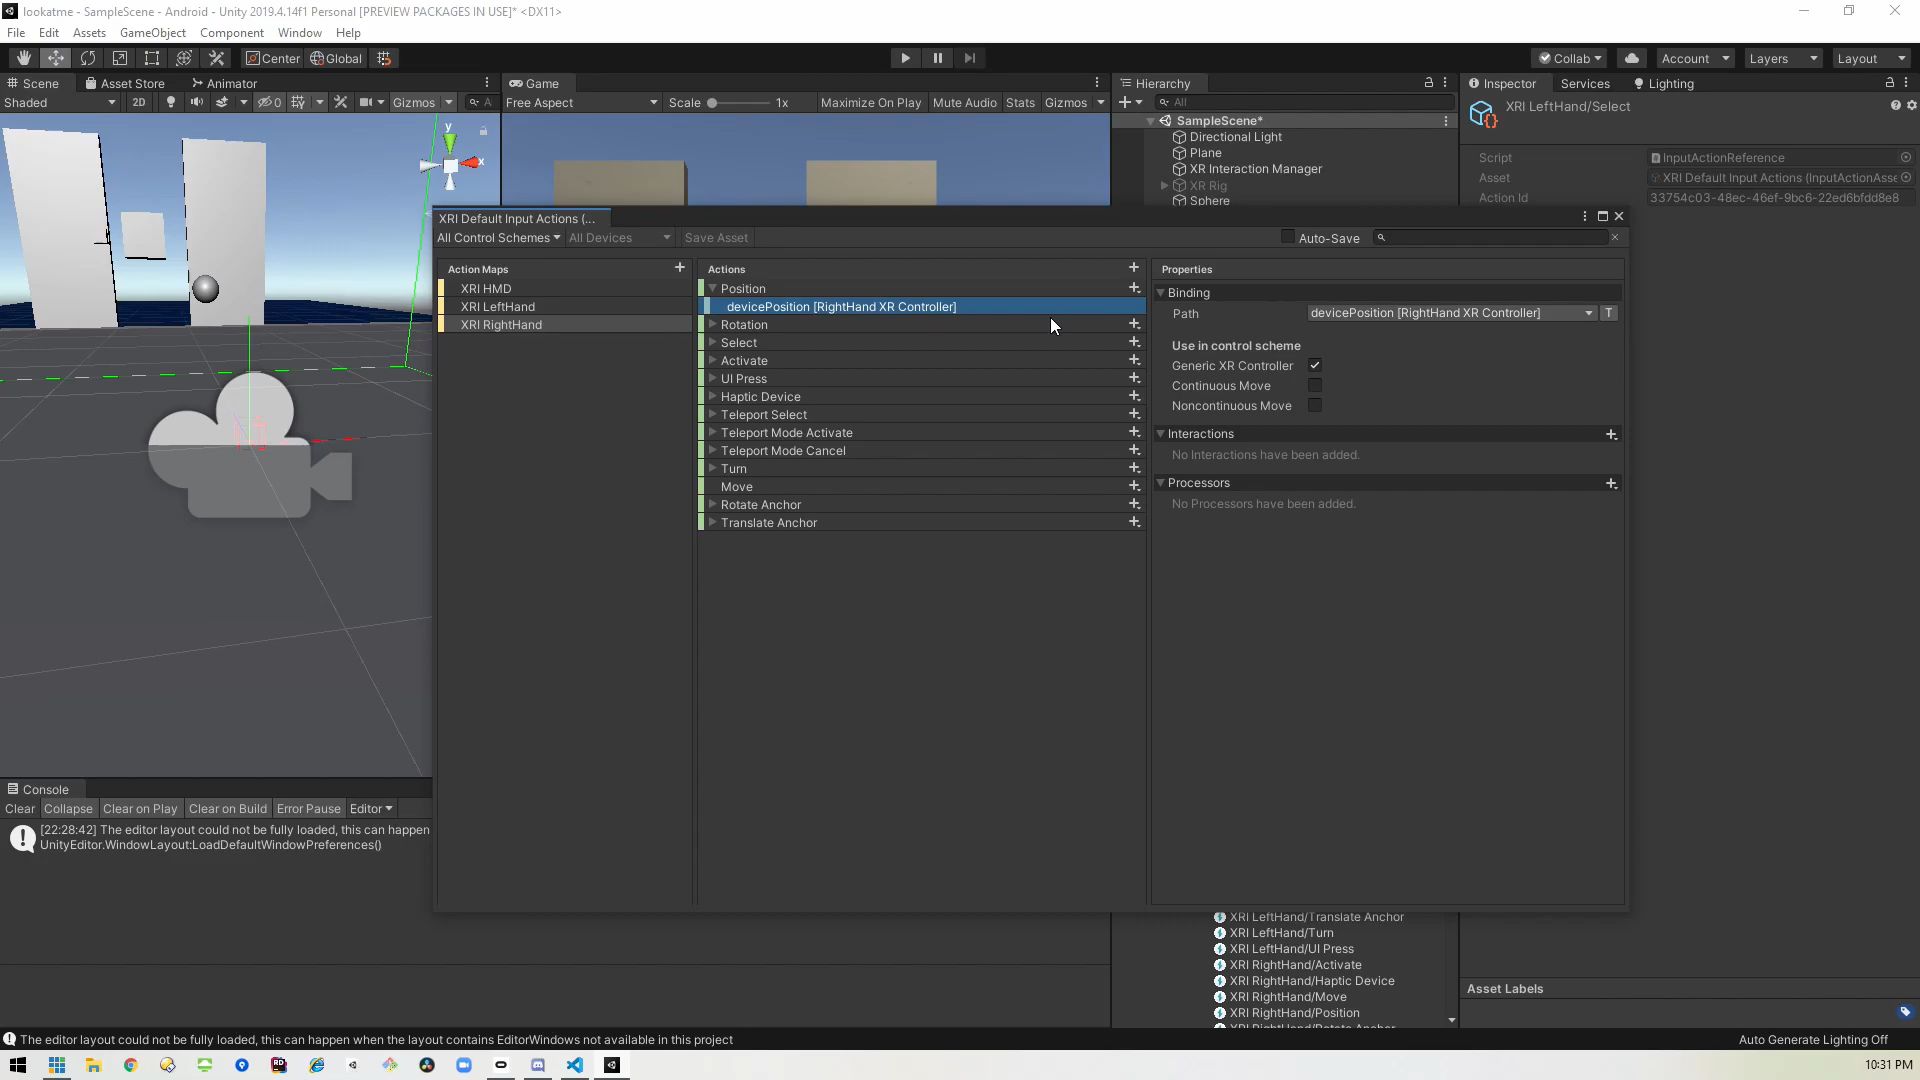 lookatme - SampleScene - Android - Unity 2019.4.14f1 Personal [PREVIEW PACKAGES IN USE]* <DX11>
File Edit Assets GameObject Component Window Help
Center Global Collab Account Layers Layout
Scene Asset Store Animator
Shaded 2D 0 Gizmos A
y
x
Game
Free Aspect Scale 1x Maximize On Play Mute Audio Stats Gizmos
Hierarchy
All
SampleScene*
Directional Light
Plane
XR Interaction Manager
XR Rig
Sphere
Inspector Services Lighting
XRI LeftHand/Select
Script InputActionReference
Asset XRI Default Input Actions (InputActionAsse
Action Id 33754c03-48ec-46ef-9bc6-22ed6bfdd8e8
XRI Default Input Actions (...
All Control Schemes All Devices Save Asset Auto-Save
Action Maps
XRI HMD
XRI LeftHand
XRI RightHand
Actions
Position
devicePosition [RightHand XR Controller]
Rotation
Select
Activate
UI Press
Haptic Device
Teleport Select
Teleport Mode Activate
Teleport Mode Cancel
Turn
Move
Rotate Anchor
Translate Anchor
Properties
Binding
Path devicePosition [RightHand XR Controller] T
Use in control scheme
Generic XR Controller
Continuous Move
Noncontinuous Move
Interactions
No Interactions have been added.
Processors
No Processors have been added.
Console
Clear Collapse Clear on Play Clear on Build Error Pause Editor
[22:28:42] The editor layout could not be fully loaded, this can happen
UnityEditor.WindowLayout:LoadDefaultWindowPreferences()
XRI LeftHand/Translate Anchor
XRI LeftHand/Turn
XRI LeftHand/UI Press
XRI RightHand/Activate
XRI RightHand/Haptic Device
XRI RightHand/Move
XRI RightHand/Position
Asset Labels
The editor layout could not be fully loaded, this can happen when the layout contains EditorWindows not available in this project
Auto Generate Lighting Off
10:31 PM